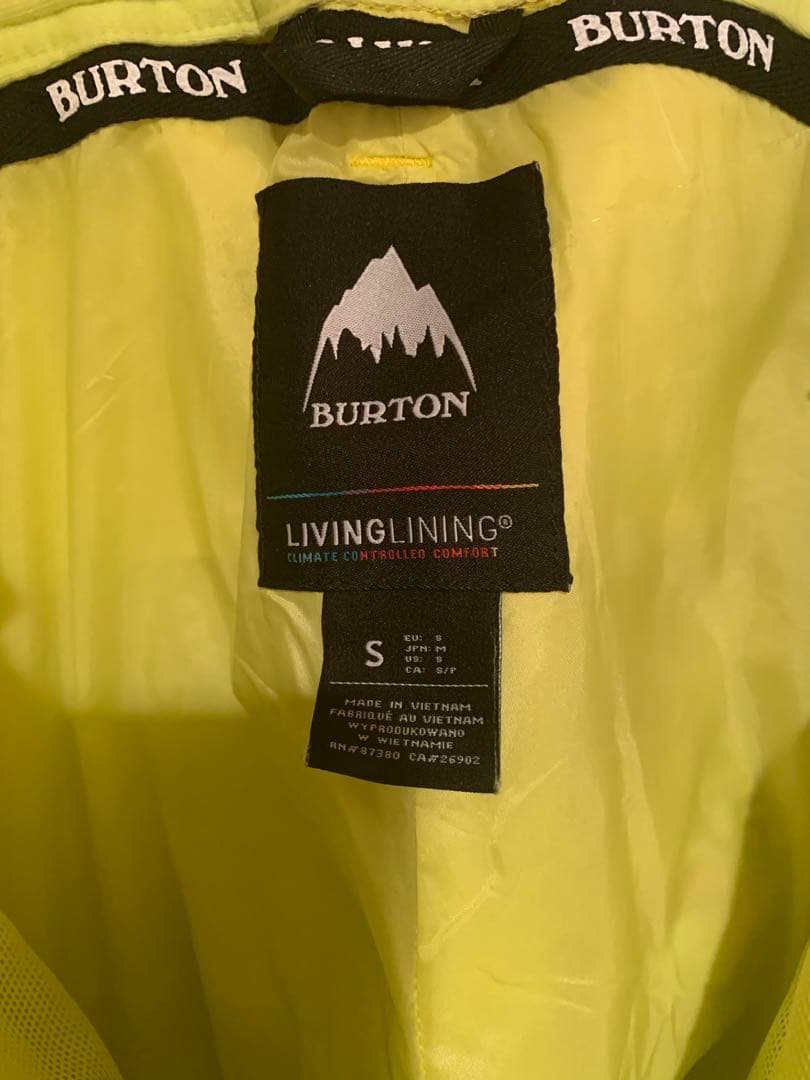 BURTON
BURTON
BURTON
LIVINGLINING®
CLIMATE CONTROLLED COMFORT
S
EU: S
JPN: M
US: S
CA: S/P
MADE IN VIETNAM
FABRIQUÉ AU VIETNAM
WYPRODUKOWANO
W WIETNAMIE
RN#87380 CA#26902